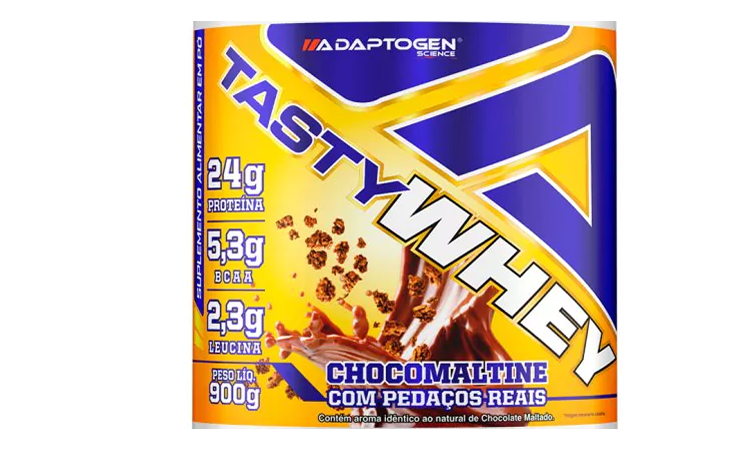 ADAPTOGEN®
SCIENCE
SUPLEMENTO ALIMENTAR EM PÓ
TASTY
WHEY
24g
PROTEÍNA
5,3g
BCAA
2,3g
LEUCINA
PESO LÍQ.
900g
CHOCOMALTINE
COM PEDAÇOS REAIS
Contém aroma idêntico ao natural de Chocolate Maltado.